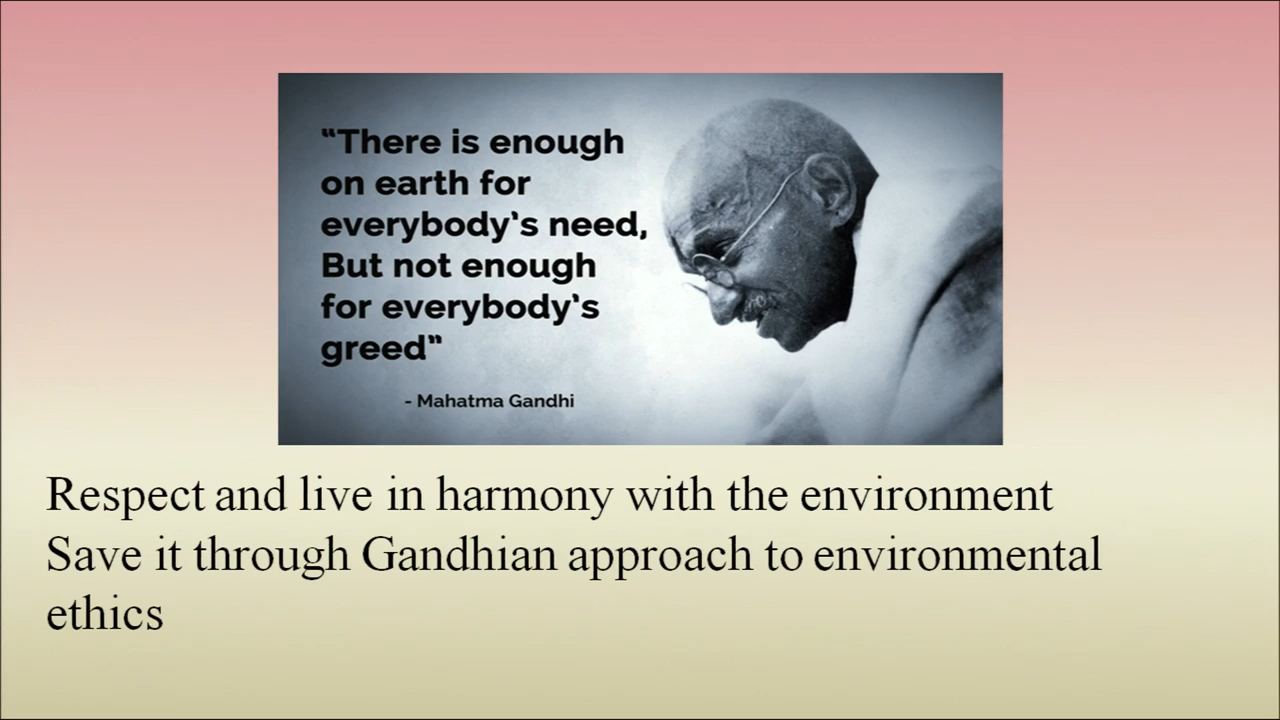 “There is enough
on earth for
everybody’s need,
But not enough
for everybody’s
greed”
- Mahatma Gandhi
Respect and live in harmony with the environment
Save it through Gandhian approach to environmental
ethics